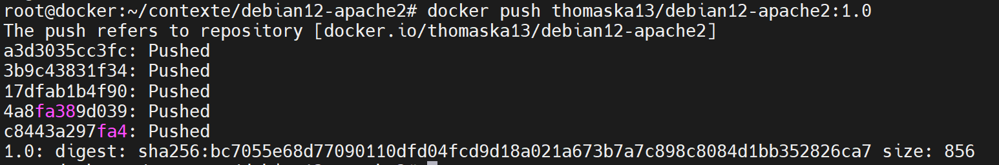 root@docker:~/contexte/debian12-apache2# docker push thomaska13/debian12-apache2:1.0
The push refers to repository [docker.io/thomaska13/debian12-apache2]
a3d3035cc3fc: Pushed
3b9c43831f34: Pushed
17dfab1b4f90: Pushed
4a8fa389d039: Pushed
c8443a297fa4: Pushed
1.0: digest: sha256:bc7055e68d77090110dfd04fcd9d18a021a673b7a7c898c8084d1bb352826ca7 size: 856